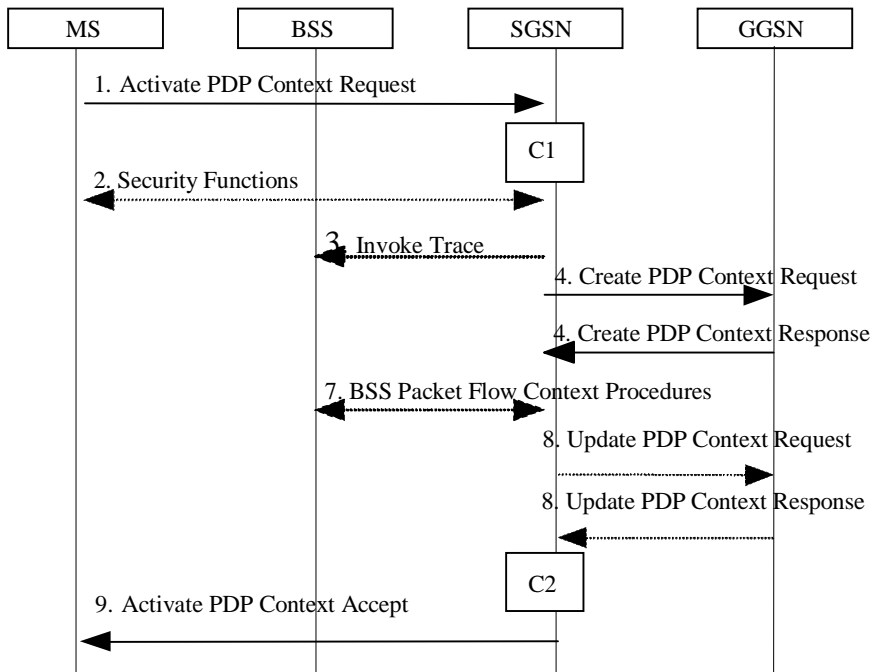 MS
BSS
SGSN
GGSN
1. Activate PDP Context Request
C1
2. Security Functions
3. Invoke Trace
4. Create PDP Context Request
4. Create PDP Context Response
7. BSS Packet Flow Context Procedures
8. Update PDP Context Request
8. Update PDP Context Response
C2
9. Activate PDP Context Accept